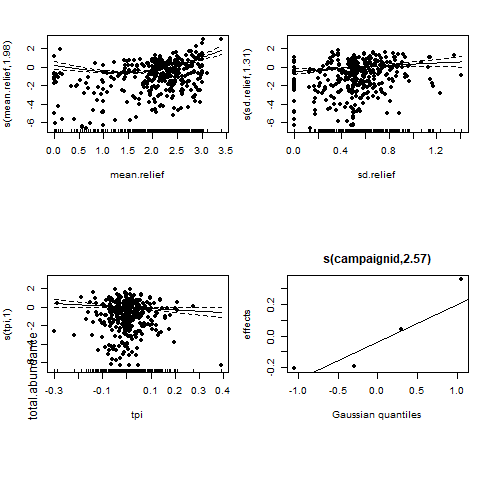 s(mean.relief,1.98)
2
0
-2
-4
-6
0.0 0.5 1.0 1.5 2.0 2.5 3.0 3.5
mean.relief
s(sd.relief,1.31)
2
0
-2
-4
-6
0.0 0.4 0.8 1.2
sd.relief
total.abundance
s(tpi,1)
2
0
-2
-4
-6
-0.3 -0.1 0.1 0.2 0.3 0.4
tpi
s(campaignid,2.57)
effects
0.2
0.0
-0.2
-1.0 -0.5 0.0 0.5 1.0
Gaussian quantiles